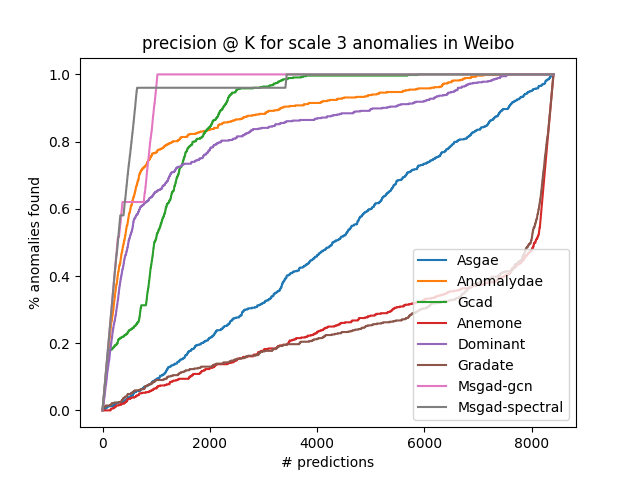 precision @ K for scale 3 anomalies in Weibo
% anomalies found
1.0
0.8
0.6
0.4
0.2
0.0
0
2000
4000
6000
8000
# predictions
Asgae
Anomalydae
Gcad
Anemone
Dominant
Gradate
Msgad-gcn
Msgad-spectral